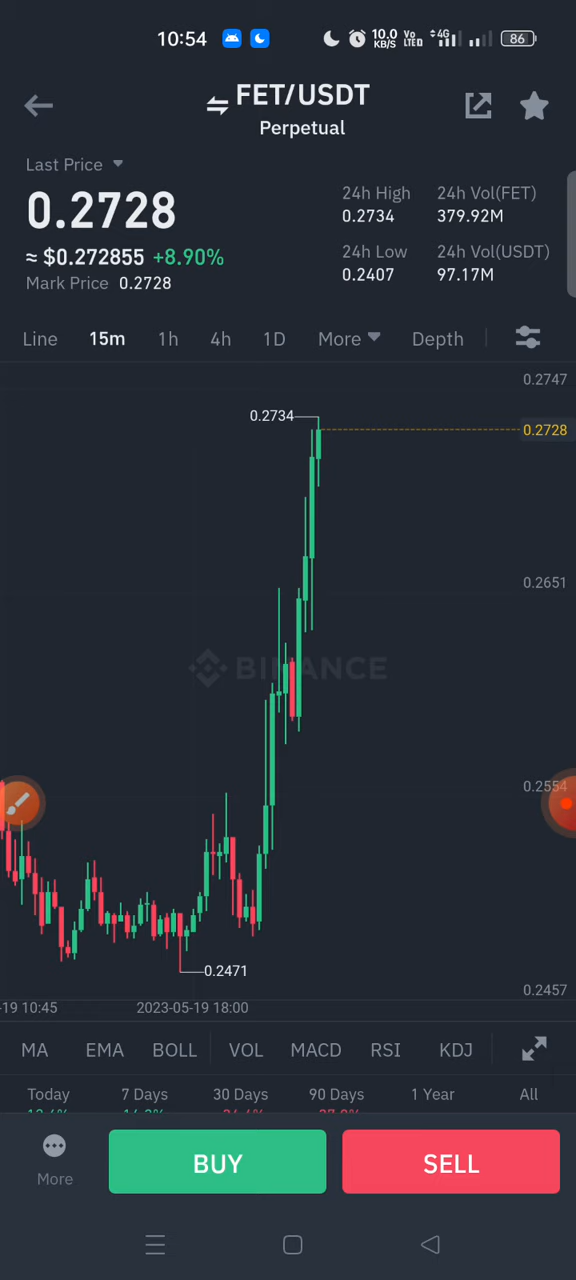 10:54
10.0 KB/S
Vo LTED
4G
86
FET/USDT
Perpetual
Last Price
0.2728
≈ $0.272855 +8.90%
Mark Price 0.2728
24h High
0.2734
24h Vol(FET)
379.92M
24h Low
0.2407
24h Vol(USDT)
97.17M
Line 15m 1h 4h 1D More Depth
0.2747
0.2734
0.2728
0.2651
BINANCE
0.2554
0.2471
0.2457
-19 10:45
2023-05-19 18:00
MA EMA BOLL VOL MACD RSI KDJ
Today 7 Days 30 Days 90 Days 1 Year All
More
BUY
SELL